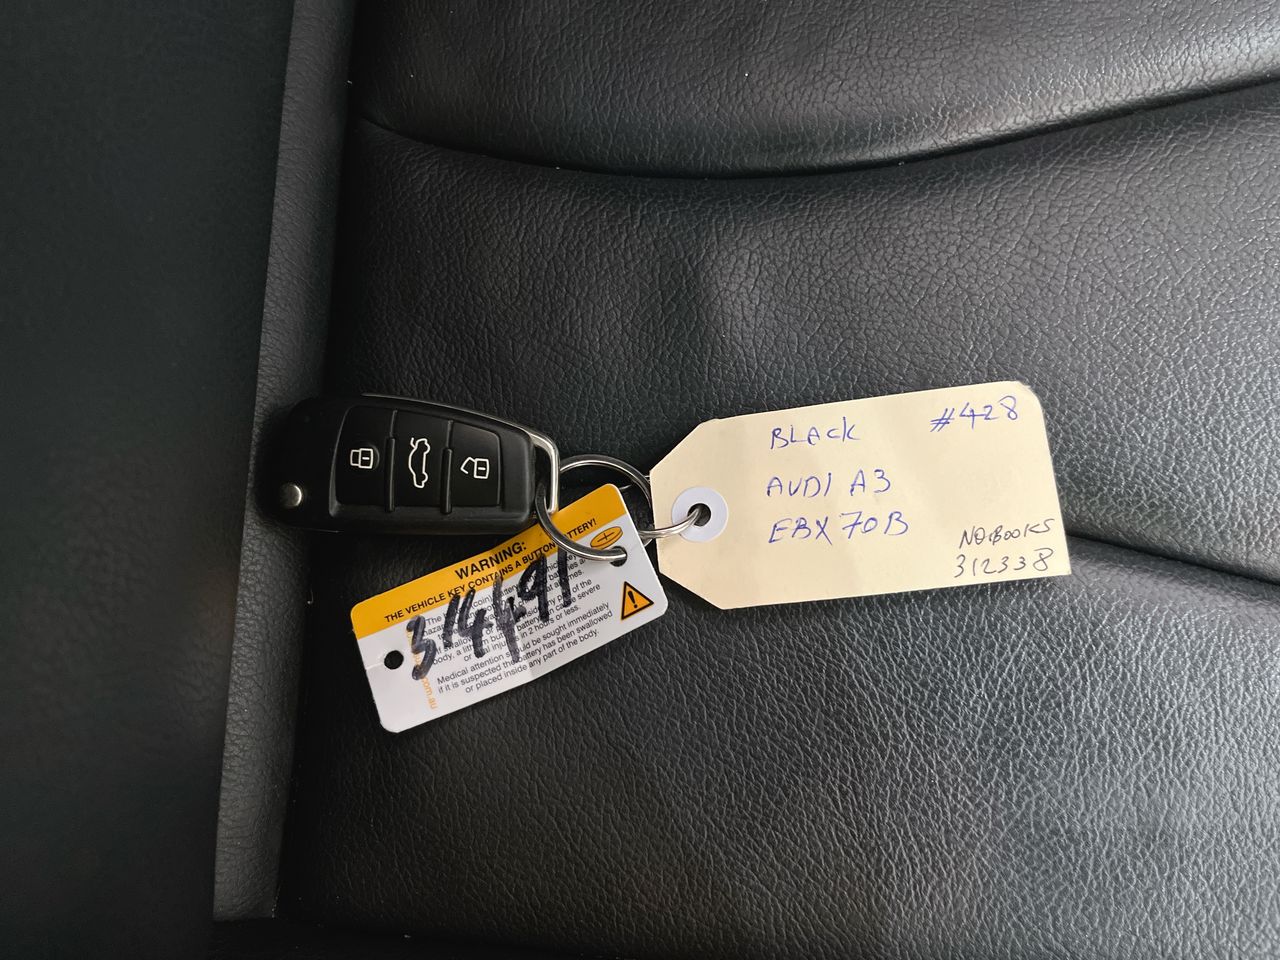 BLACK #428
AUDI A3
EBX 70B
NO BOOKS
312338
WARNING:
THE VEHICLE KEY CONTAINS A BUTTON BATTERY!
314491
Medical attention should be sought immediately
if it is suspected the battery has been swallowed
or placed inside any part of the body.